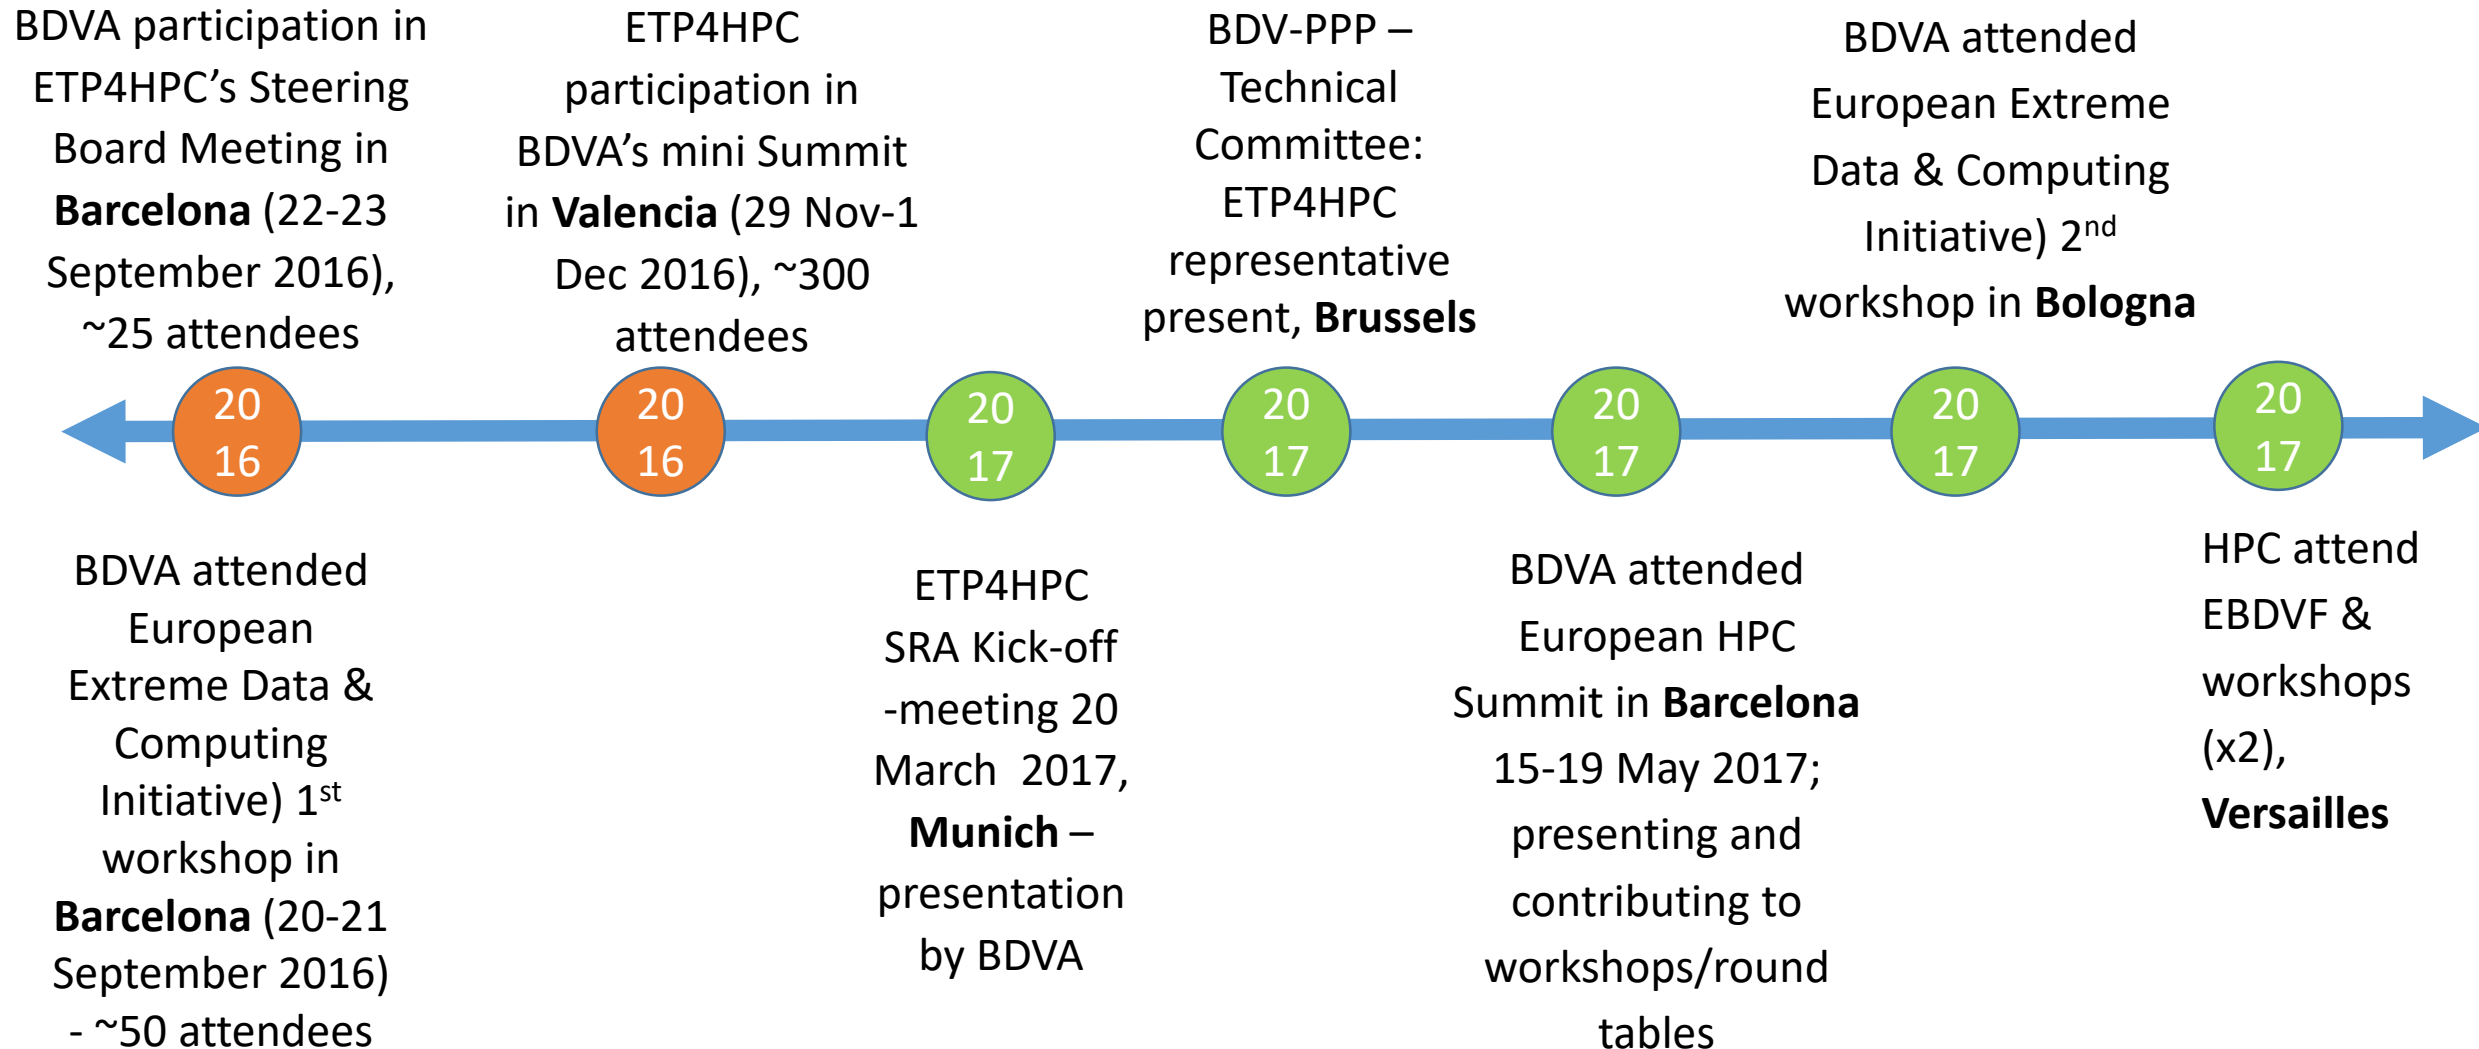 BDVA participation in
ETP4HPC’s Steering
Board Meeting in
Barcelona (22-23
September 2016),
~25 attendees
ETP4HPC
participation in
BDVA’s mini Summit
in Valencia (29 Nov-1
Dec 2016), ~300
attendees
BDV-PPP –
Technical
Committee:
ETP4HPC
representative
present, Brussels
BDVA attended
European Extreme
Data & Computing
Initiative) 2nd
workshop in Bologna
20
16
20
16
20
17
20
17
20
17
20
17
20
17
BDVA attended
European
Extreme Data &
Computing
Initiative) 1st
workshop in
Barcelona (20-21
September 2016)
- ~50 attendees
ETP4HPC
SRA Kick-off
-meeting 20
March  2017,
Munich –
presentation
by BDVA
BDVA attended
European HPC
Summit in Barcelona
15-19 May 2017;
presenting and
contributing to
workshops/round
tables
HPC attend
EBDVF &
workshops
(x2),
Versailles